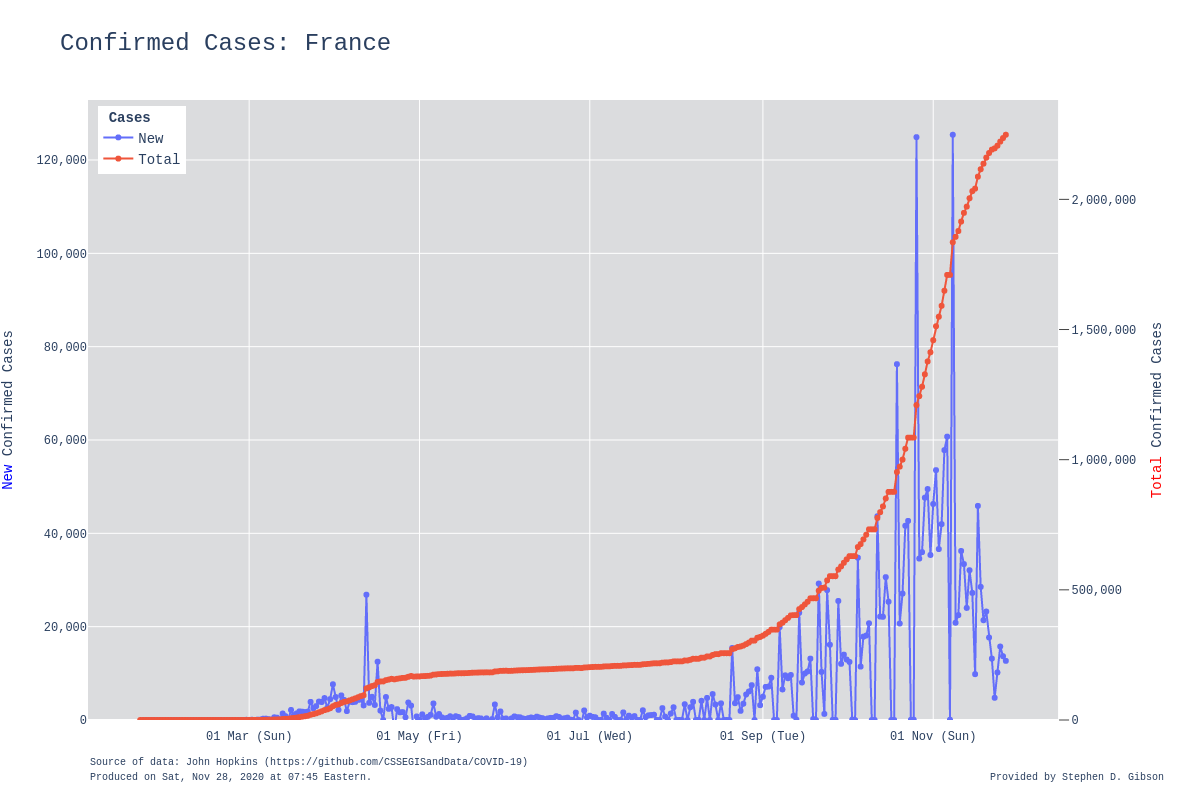 Confirmed Cases: France
Cases
New
Total
120,000
100,000
80,000
60,000
40,000
20,000
0
2,000,000
1,500,000
1,000,000
500,000
0
New Confirmed Cases
Total Confirmed Cases
01 Mar (Sun)
01 May (Fri)
01 Jul (Wed)
01 Sep (Tue)
01 Nov (Sun)
Source of data: John Hopkins (https://github.com/CSSEGISandData/COVID-19)
Produced on Sat, Nov 28, 2020 at 07:45 Eastern.
Provided by Stephen D. Gibson